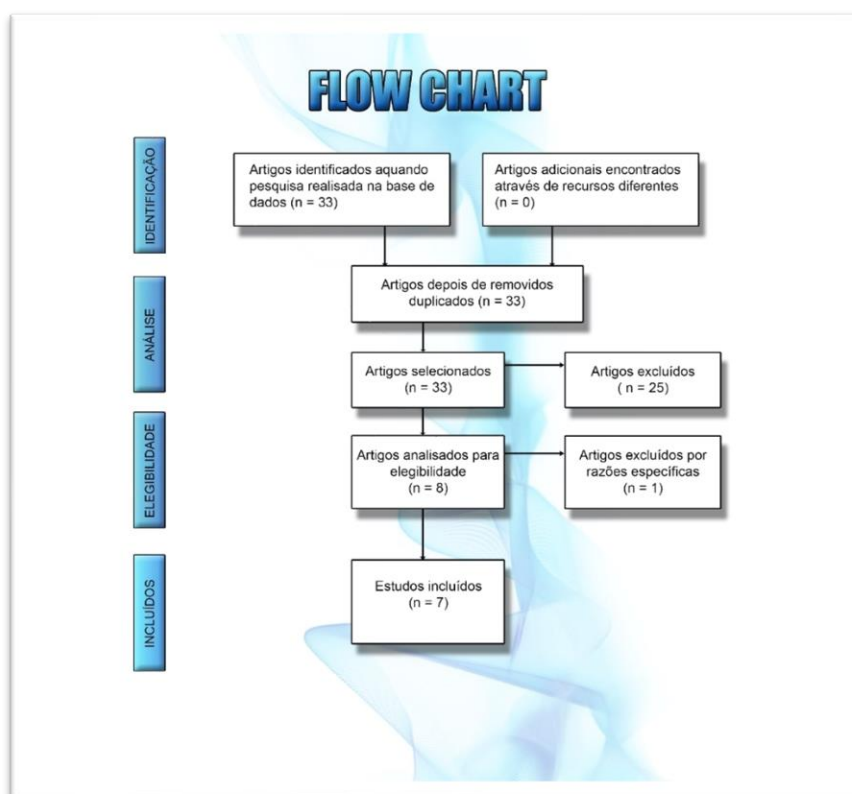 FLOW CHART
IDENTIFICAÇÃO
Artigos identificados aquando
pesquisa realisada na base de
dados (n = 33)
Artigos adicionais encontrados
através de recursos diferentes
(n = 0)
Artigos depois de removidos
duplicados (n = 33)
ANÁLISE
Artigos selecionados
(n = 33)
Artigos excluídos
( n = 25)
ELEGIBILIDADE
Artigos analisados para
elegibilidade
(n = 8)
Artigos excluídos por
razões específicas
(n = 1)
INCLUÍDOS
Estudos incluídos
(n = 7)